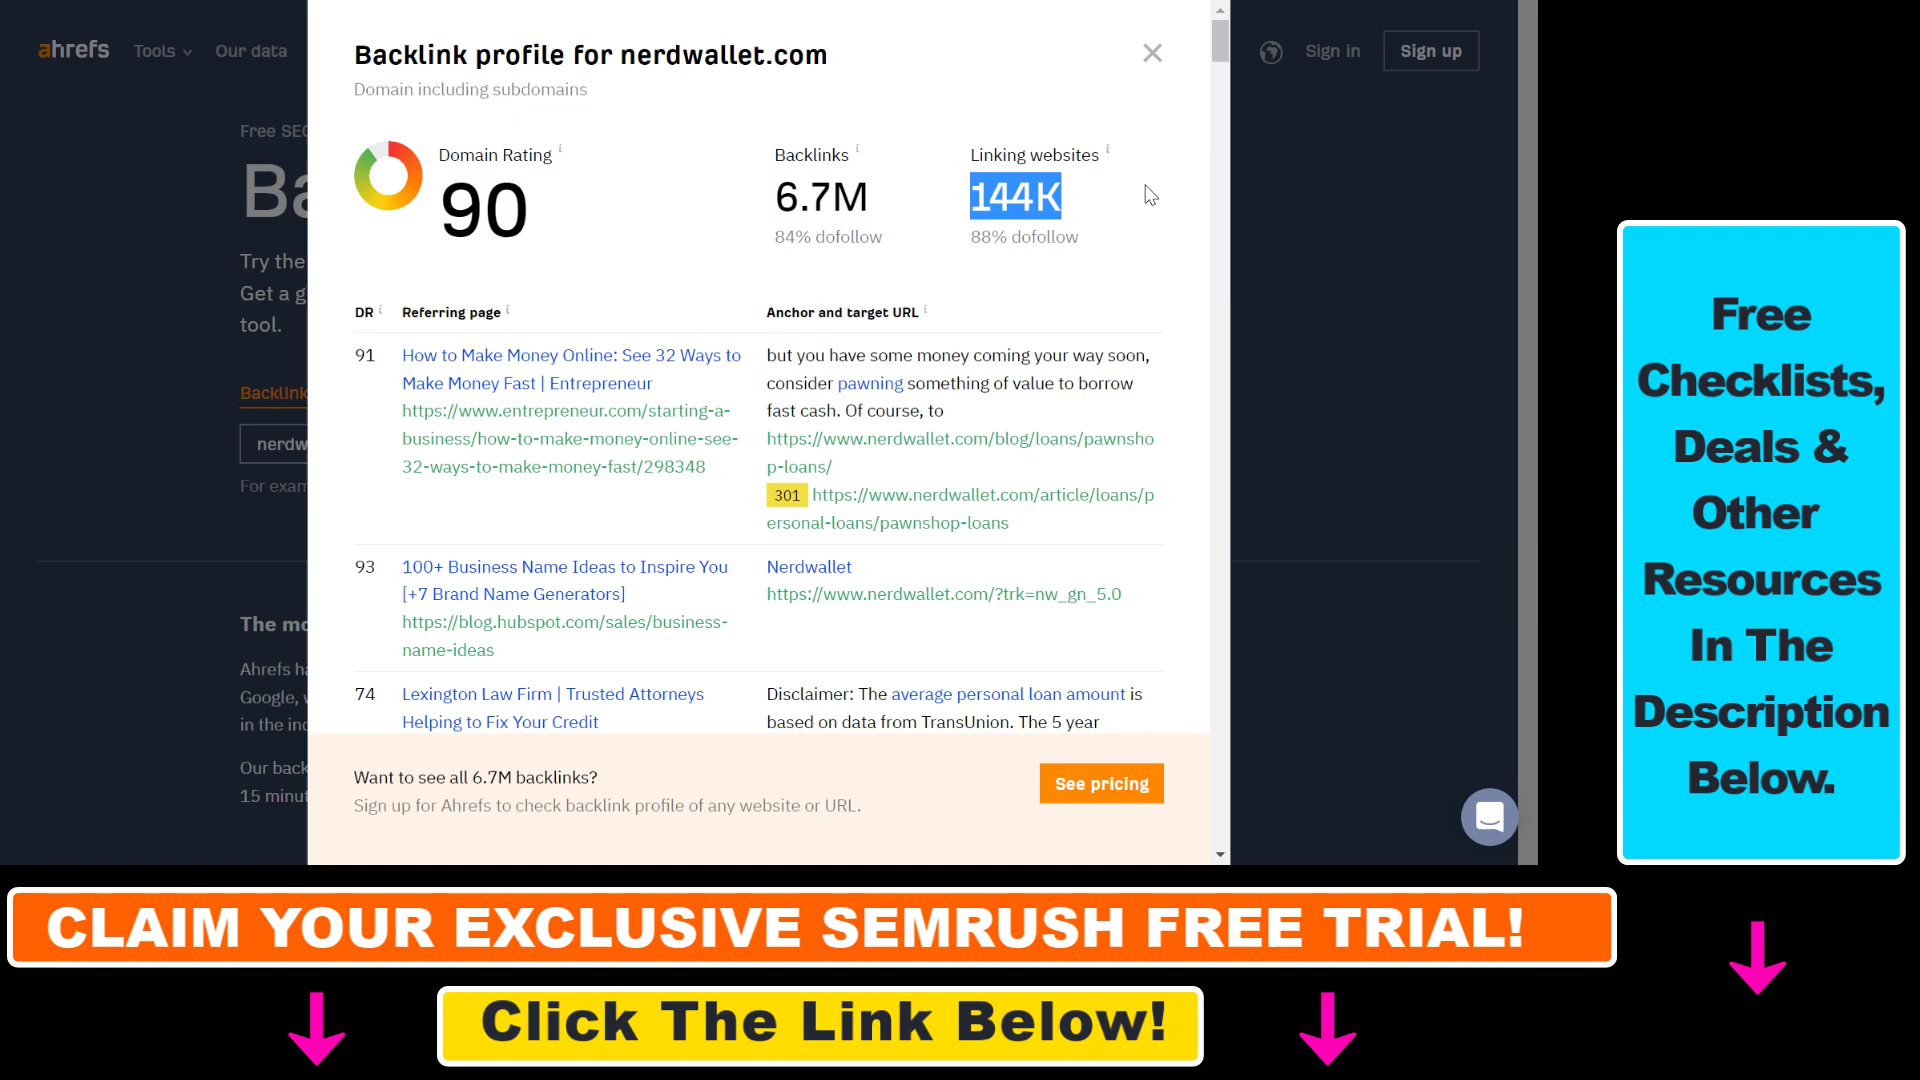 ahrefs
Tools
Our data
Sign in
Sign up
Backlink profile for nerdwallet.com
Domain including subdomains
Domain Rating
90
Backlinks
6.7M
84% dofollow
Linking websites
144K
88% dofollow
Free SEO
Ba
Try the
Get a g
tool.
Backlink
nerdw
For exam
The mo
Ahrefs ha
Google, w
in the ind
Our back
15 minut
DR
Referring page
Anchor and target URL
91
How to Make Money Online: See 32 Ways to
Make Money Fast | Entrepreneur
https://www.entrepreneur.com/starting-a-
business/how-to-make-money-online-see-
32-ways-to-make-money-fast/298348
but you have some money coming your way soon,
consider pawning something of value to borrow
fast cash. Of course, to
https://www.nerdwallet.com/blog/loans/pawnsho
p-loans/
301 https://www.nerdwallet.com/article/loans/p
ersonal-loans/pawnshop-loans
93
100+ Business Name Ideas to Inspire You
[+7 Brand Name Generators]
https://blog.hubspot.com/sales/business-
name-ideas
Nerdwallet
https://www.nerdwallet.com/?trk=nw_gn_5.0
74
Lexington Law Firm | Trusted Attorneys
Helping to Fix Your Credit
Disclaimer: The average personal loan amount is
based on data from TransUnion. The 5 year
Want to see all 6.7M backlinks?
Sign up for Ahrefs to check backlink profile of any website or URL.
See pricing
Free
Checklists,
Deals &
Other
Resources
In The
Description
Below.
CLAIM YOUR EXCLUSIVE SEMRUSH FREE TRIAL!
Click The Link Below!